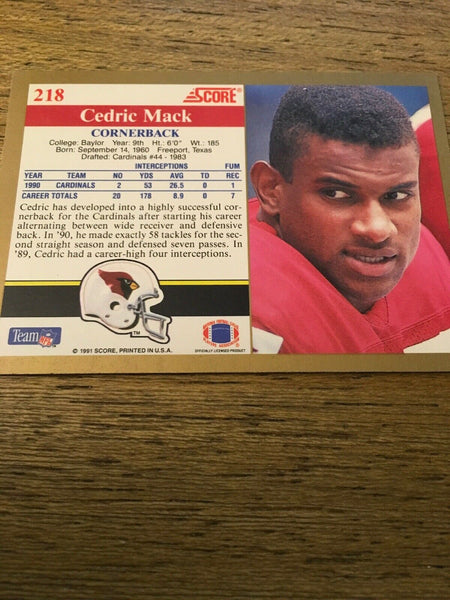 218
SCORE
Cedric Mack
CORNERBACK
College: Baylor Year: 9th Ht.: 6'0" Wt.: 185
Born: September 14, 1960 Freeport, Texas
Drafted: Cardinals #44 - 1983
INTERCEPTIONS FUM
YEAR TEAM NO YDS AVG TD REC
1990 CARDINALS 2 53 26.5 0 1
CAREER TOTALS 20 178 8.9 0 7
Cedric has developed into a highly successful cor-
nerback for the Cardinals after starting his career
alternating between wide receiver and defensive
back. In '90, he made exactly 58 tackles for the sec-
ond straight season and defensed seven passes. In
'89, Cedric had a career-high four interceptions.
TM
Team NFL
© 1991 SCORE, PRINTED IN U.S.A.
OFFICIALLY LICENSED PRODUCT